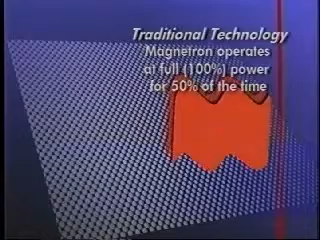 Traditional Technology
Magnetron operates
at full (100%) power
for 50% of the time